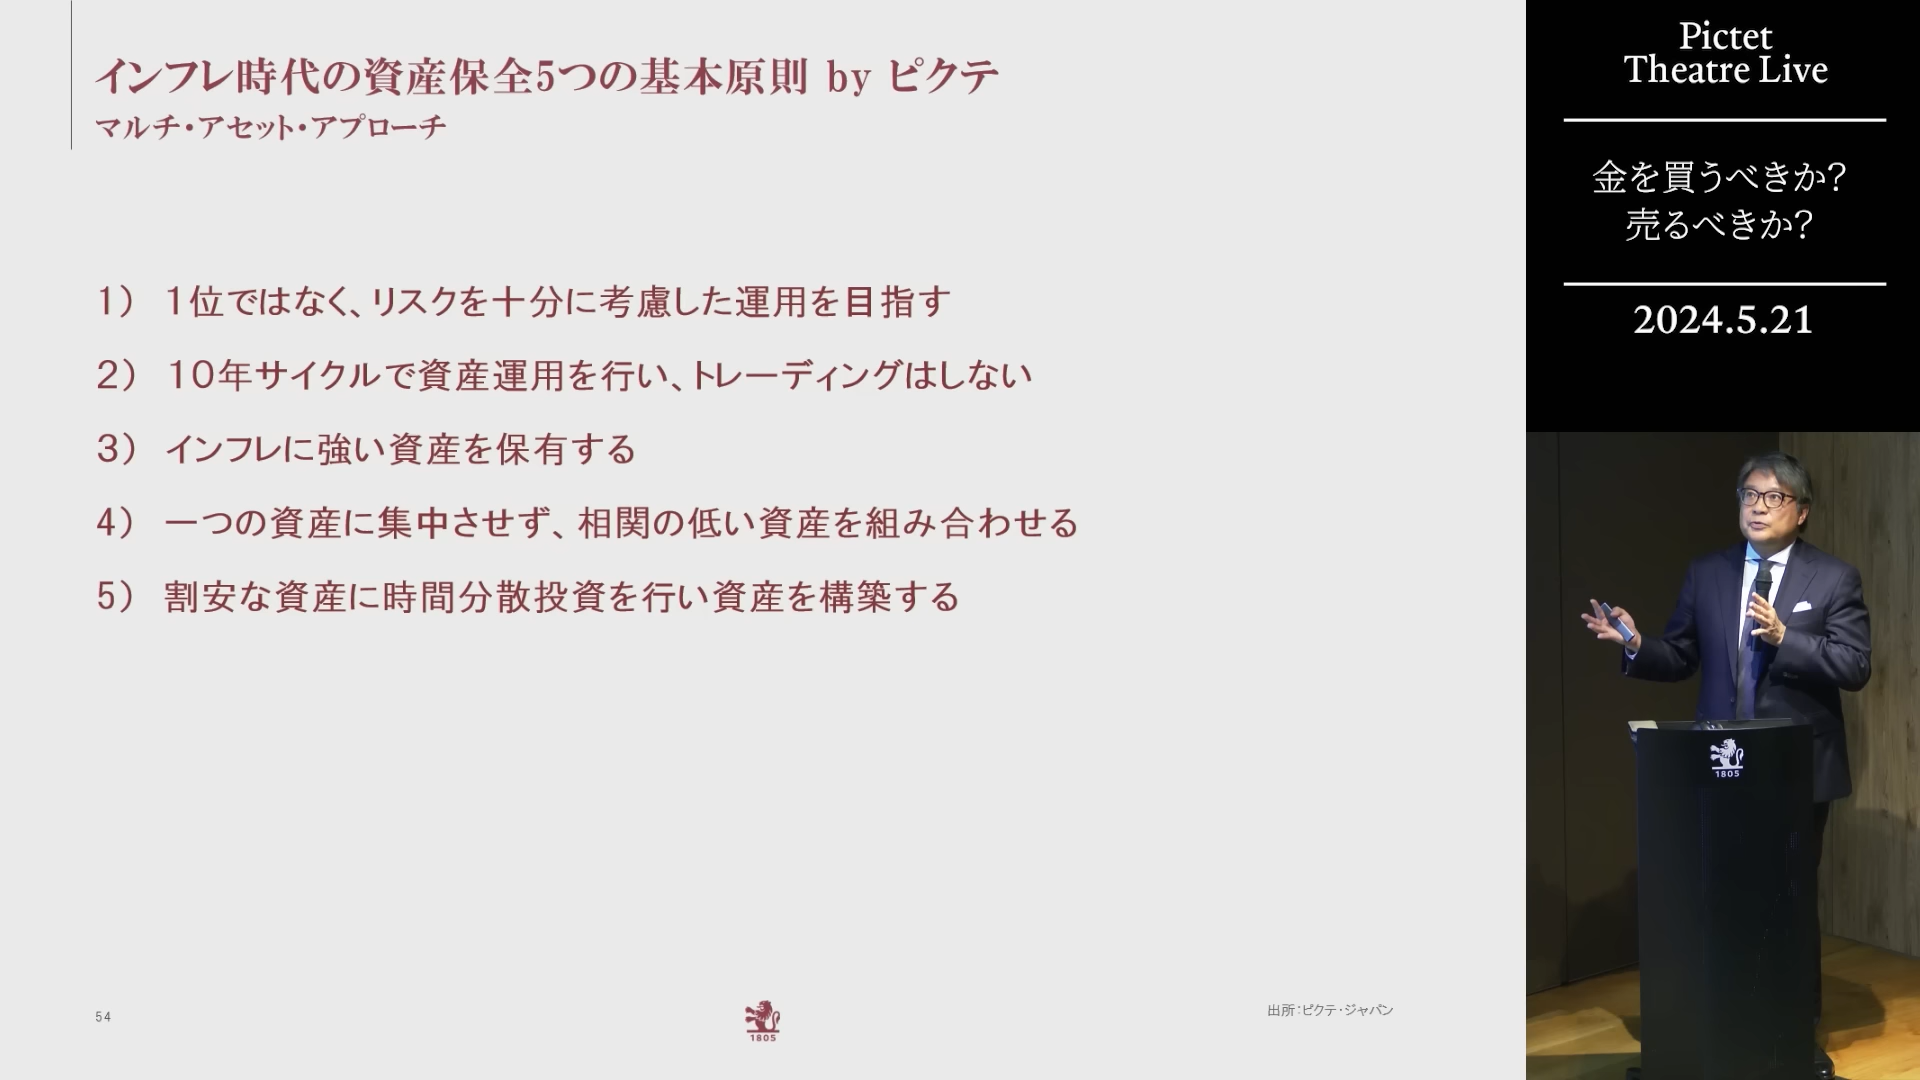 インフレ時代の資産保全5つの基本原則 by ピクテ
マルチ・アセット・アプローチ
1） 1位ではなく、リスクを十分に考慮した運用を目指す
2） 10年サイクルで資産運用を行い、トレーディングはしない
3） インフレに強い資産を保有する
4） 一つの資産に集中させず、相関の低い資産を組み合わせる
5） 割安な資産に時間分散投資を行い資産を構築する
54
1805
出所：ピクテ・ジャパン
Pictet
Theatre Live
金を買うべきか?
売るべきか?
2024.5.21
1805